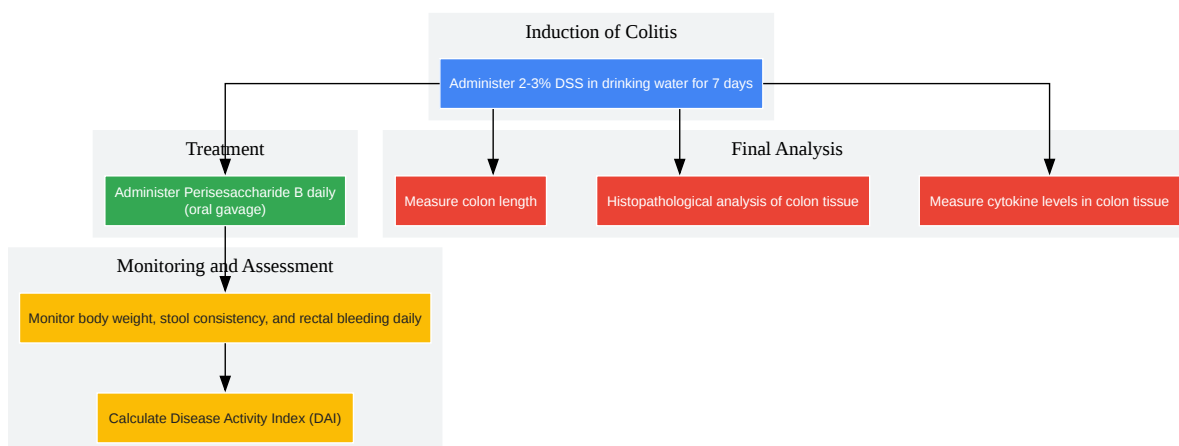 Induction of Colitis
Administer 2-3% DSS in drinking water for 7 days
Treatment
Administer Perisesaccharide B daily
(oral gavage)
Final Analysis
Measure colon length
Histopathological analysis of colon tissue
Measure cytokine levels in colon tissue
Monitoring and Assessment
Monitor body weight, stool consistency, and rectal bleeding daily
Calculate Disease Activity Index (DAI)